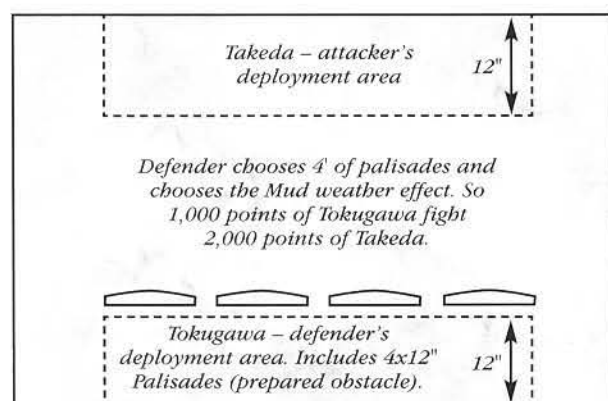 Takeda – attacker's
deployment area
12"
Defender chooses 4' of palisades and
chooses the Mud weather effect. So
1,000 points of Tokugawa fight
2,000 points of Takeda.
Tokugawa – defender's
deployment area. Includes 4x12"
Palisades (prepared obstacle).
12"